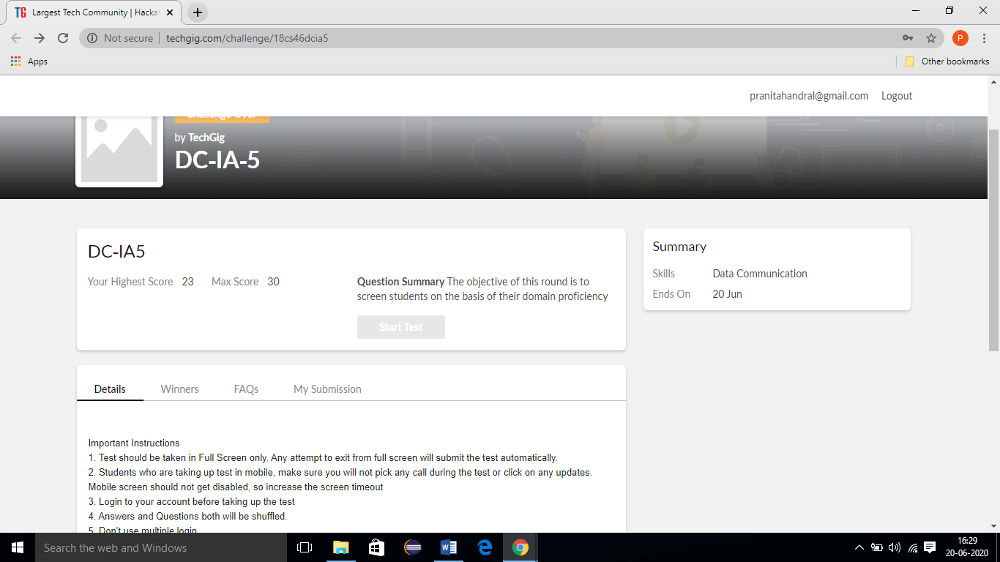 TG Largest Tech Community | Hacka
Not secure | techgig.com/challenge/18cs46dcia5
P
Apps
Other bookmarks
pranitahandral@gmail.com Logout
Challenge Over
by TechGig
DC-IA-5
DC-IA5
Your Highest Score 23 Max Score 30
Question Summary The objective of this round is to
screen students on the basis of their domain proficiency
Start Test
Summary
Skills Data Communication
Ends On 20 Jun
Details Winners FAQs My Submission
Important Instructions
1. Test should be taken in Full Screen only. Any attempt to exit from full screen will submit the test automatically.
2. Students who are taking up test in mobile, make sure you will not pick any call during the test or click on any updates.
Mobile screen should not get disabled, so increase the screen timeout
3. Login to your account before taking up the test
4. Answers and Questions both will be shuffled.
5. Don't use multiple login
Search the web and Windows
16:29
20-06-2020